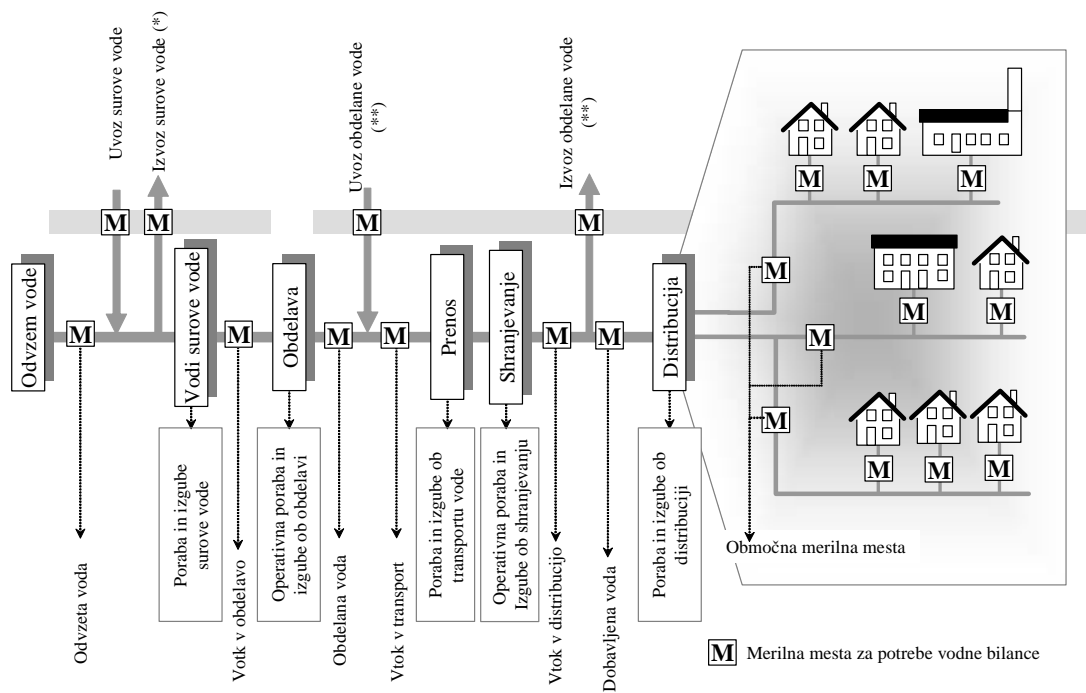 Uvoz surove vode
Izvoz surove vode (*)
Uvoz obdelane vode
(**)
Izvoz obdelane vode
(**)
M
M
M
M
M
M
M
Odvzem vode
Vodi surove vode
Obdelava
Prenos
Shranjevanje
Distribucija
M
M
M
M
M
M
M
M
M
M
M
M
M
M
Poraba in izgube
surove vode
Operativna poraba in
izgube ob obdelavi
Poraba in izgube ob
transportu vode
Operativna poraba in
Izgube ob shranjevanju
Poraba in izgube ob
distribuciji
Odvzeta voda
Votk v obdelavo
Obdelana voda
Vtok v transport
Vtok v distribucijo
Dobavljena voda
Območna merilna mesta
M Merilna mesta za potrebe vodne bilance